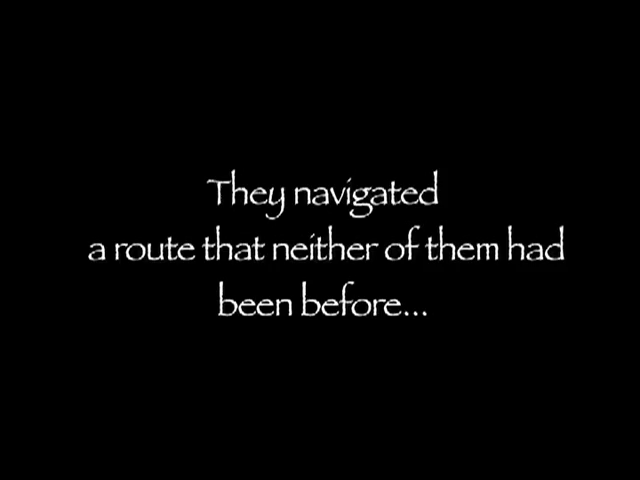 They navigated
a route that neither of them had
been before...